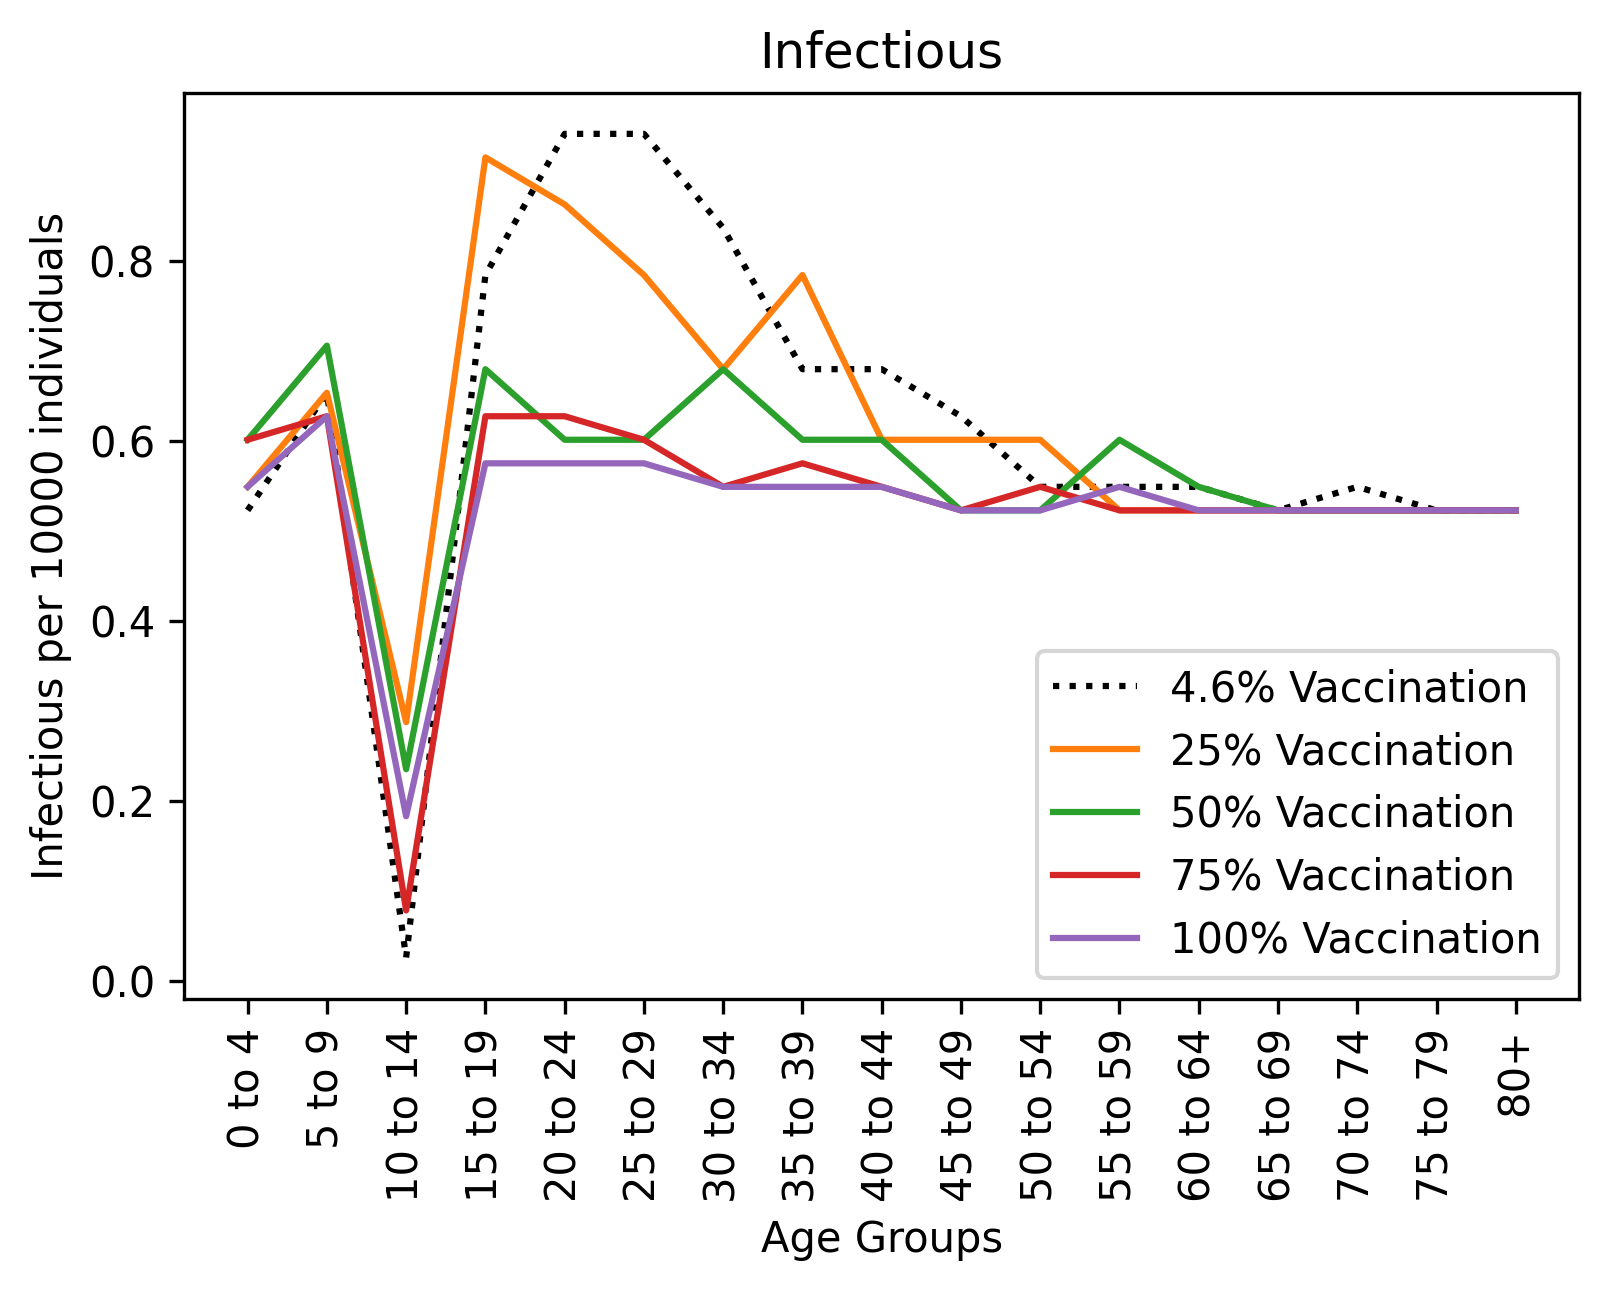 Infectious
Infectious per 10000 individuals
0.8
0.6
0.4
0.2
0.0
4.6% Vaccination
25% Vaccination
50% Vaccination
75% Vaccination
100% Vaccination
0 to 4
5 to 9
10 to 14
15 to 19
20 to 24
25 to 29
30 to 34
35 to 39
40 to 44
45 to 49
50 to 54
55 to 59
60 to 64
65 to 69
70 to 74
75 to 79
80+
Age Groups